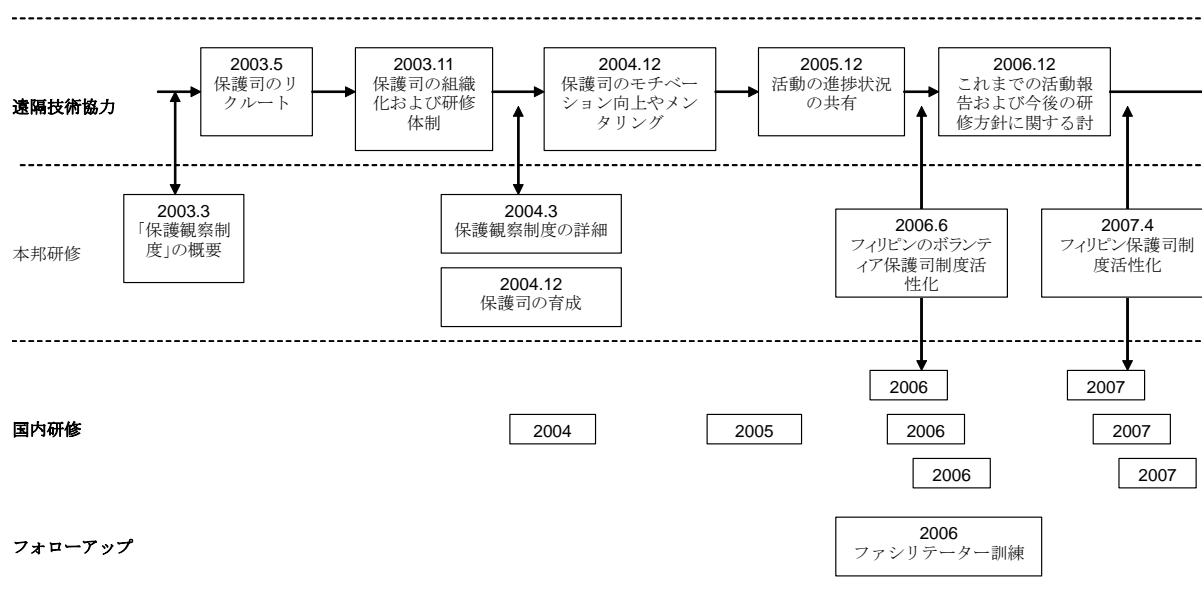 遠隔技術協力
2003.5
保護司のリ
クルート
2003.11
保護司の組織
化および研修
体制
2004.12
保護司のモチベー
ション向上やメン
タリング
2005.12
活動の進捗状況
の共有
2006.12
これまでの活動報
告および今後の研
修方針に関する討
本邦研修
2003.3
「保護観察制
度」の概要
2004.3
保護観察制度の詳細
2004.12
保護司の育成
2006.6
フィリピンのボランテ
ィア保護司制度活
性化
2007.4
フィリピン保護司制
度活性化
国内研修
2006
2007
2004
2005
2006
2007
2006
2007
フォローアップ
2006
ファシリテーター訓練